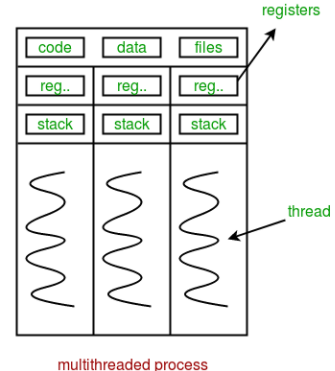 registers
code data files
reg.. reg.. reg..
stack stack stack
thread
multithreaded process